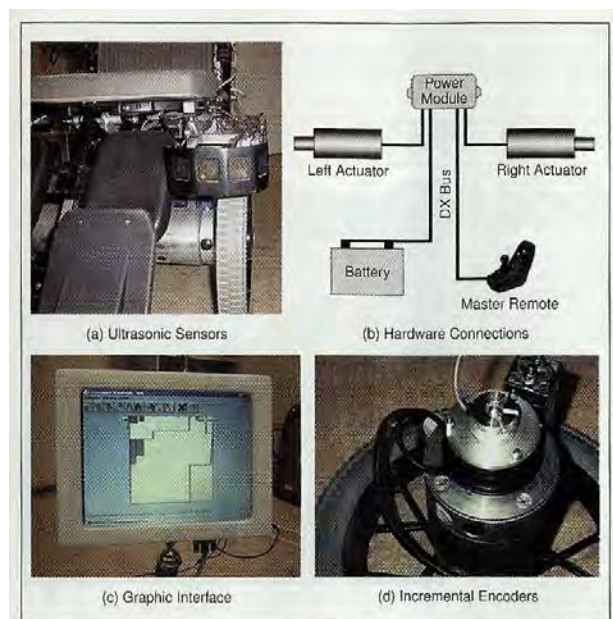 Power
Module
Left Actuator
Right Actuator
DX Bus
Battery
Master Remote
(a) Ultrasonic Sensors
(b) Hardware Connections
(c) Graphic Interface
(d) Incremental Encoders